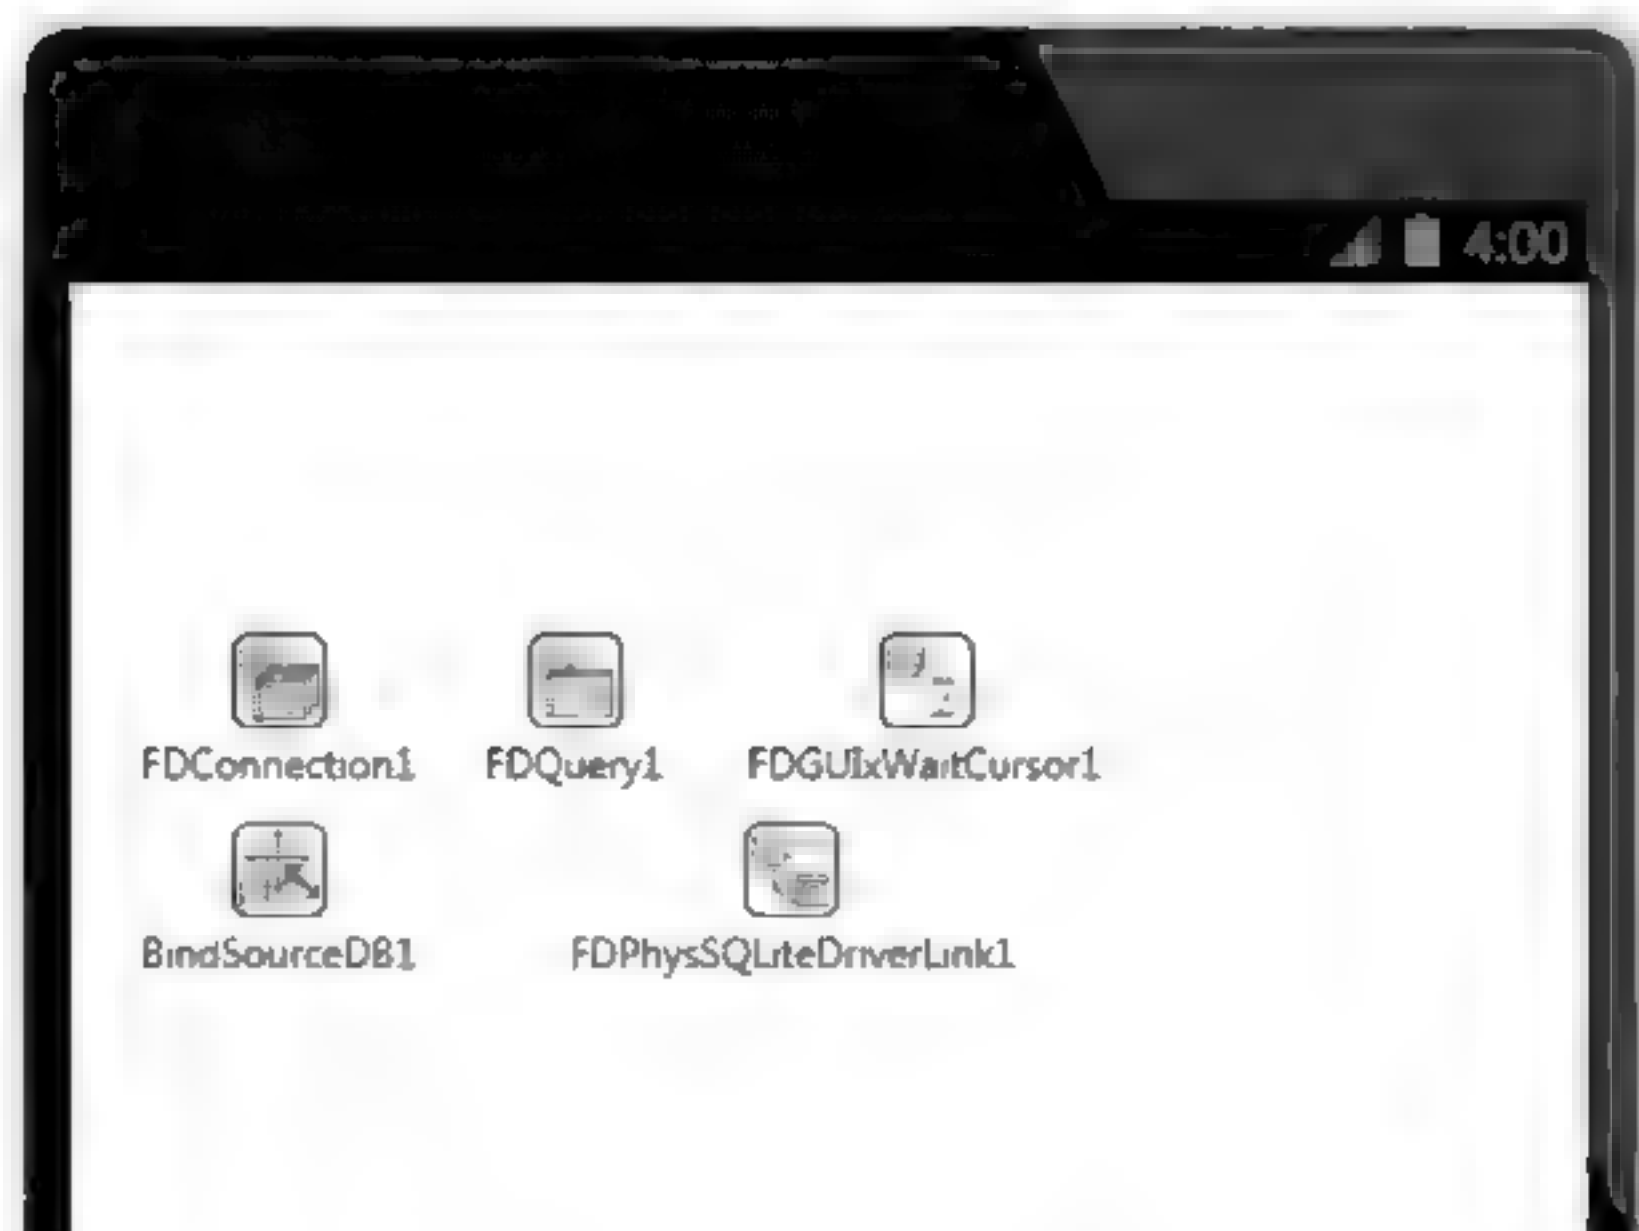 4:00
FDConnection1 FDQuery1 FDGUIxWaitCursor1
BindSourceDB1 FDPhysSQLiteDriverLink1